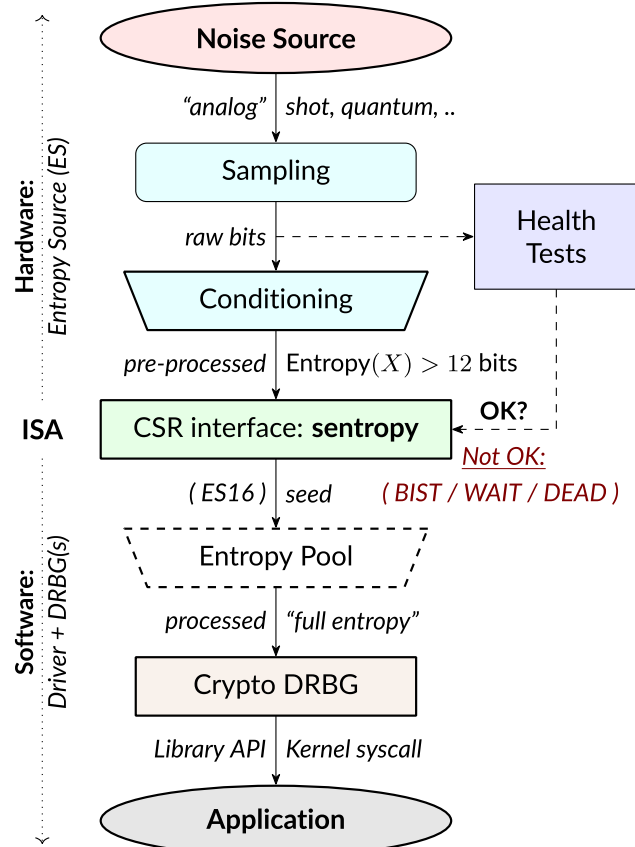 Noise Source
“analog” shot, quantum, ..
Sampling
raw bits
Health
Tests
Conditioning
pre-processed Entropy(X) > 12 bits
CSR interface: sentropy
OK?
Not OK:
( ES16 ) seed ( BIST / WAIT / DEAD )
Entropy Pool
processed “full entropy”
Crypto DRBG
Library API Kernel syscall
Application
Hardware:
Entropy Source (ES)
ISA
Software:
Driver + DRBG(s)